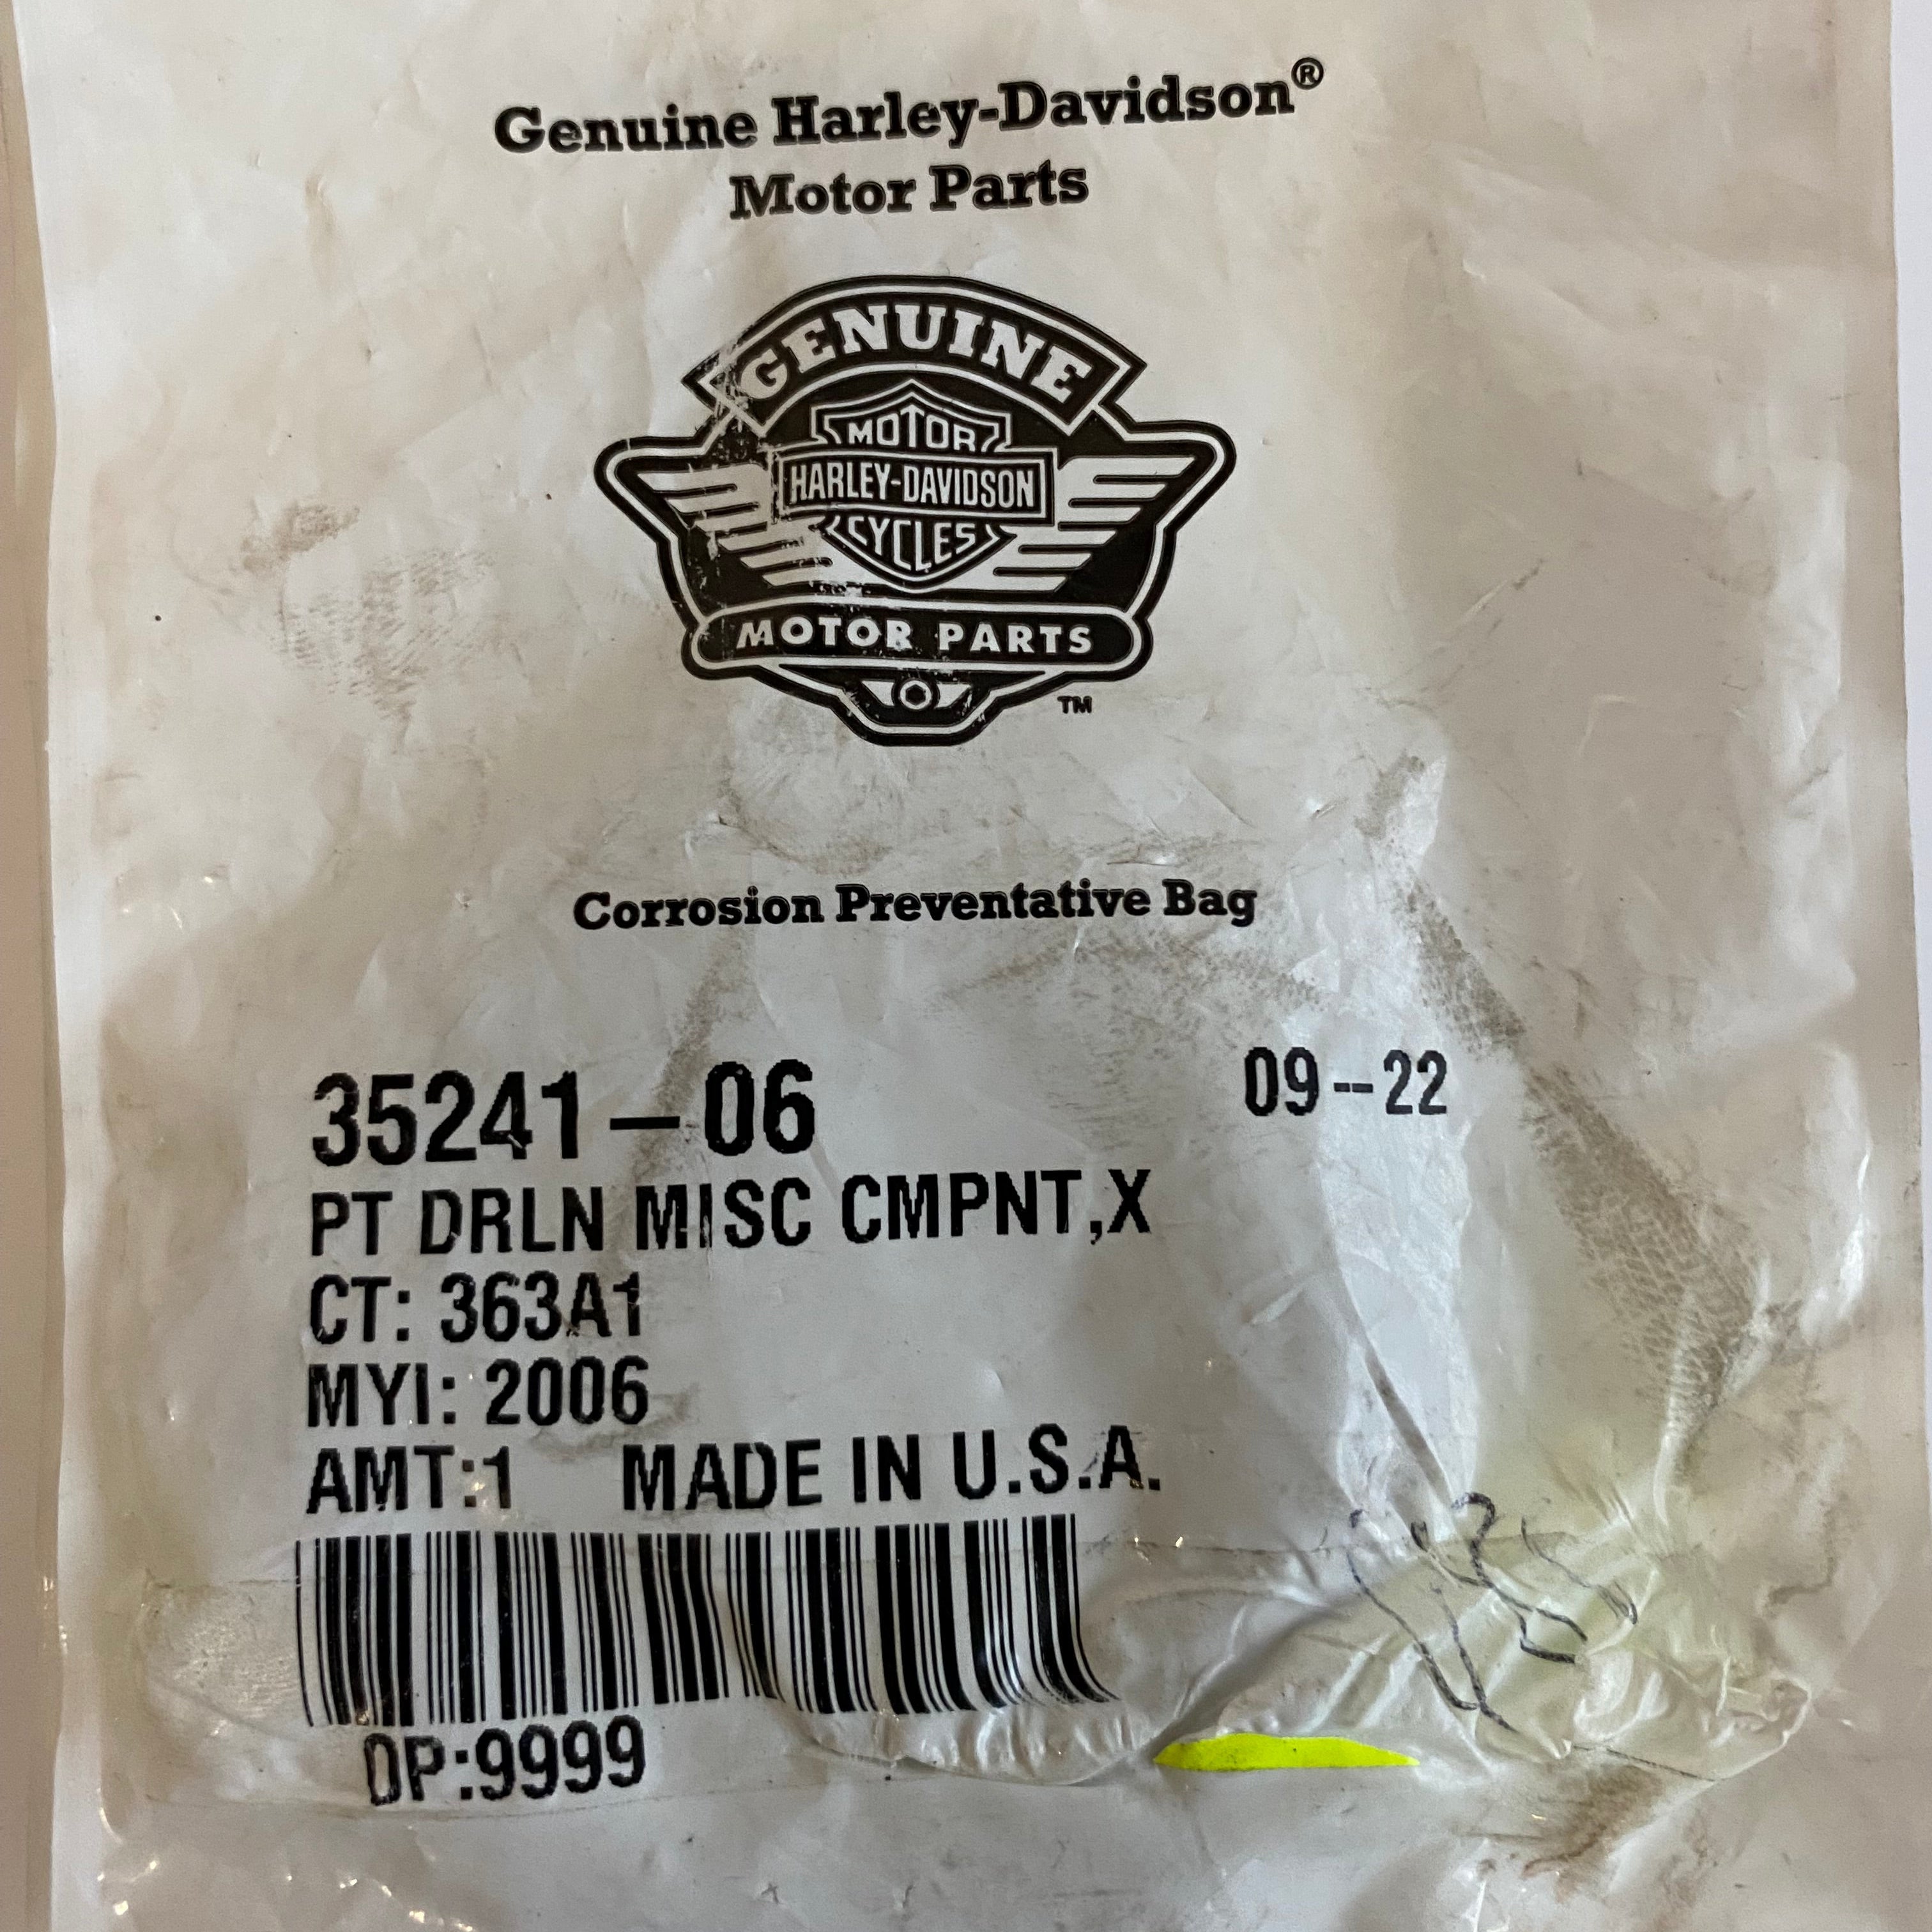 Genuine Harley-Davidson®
Motor Parts
GENUINE
MOTOR
HARLEY-DAVIDSON
CYCLES
MOTOR PARTS
TM
Corrosion Preventative Bag
35241-06 09--22
PT DRLN MISC CMPNT,X
CT: 363A1
MYI: 2006
AMT:1 MADE IN U.S.A.
OP:9999